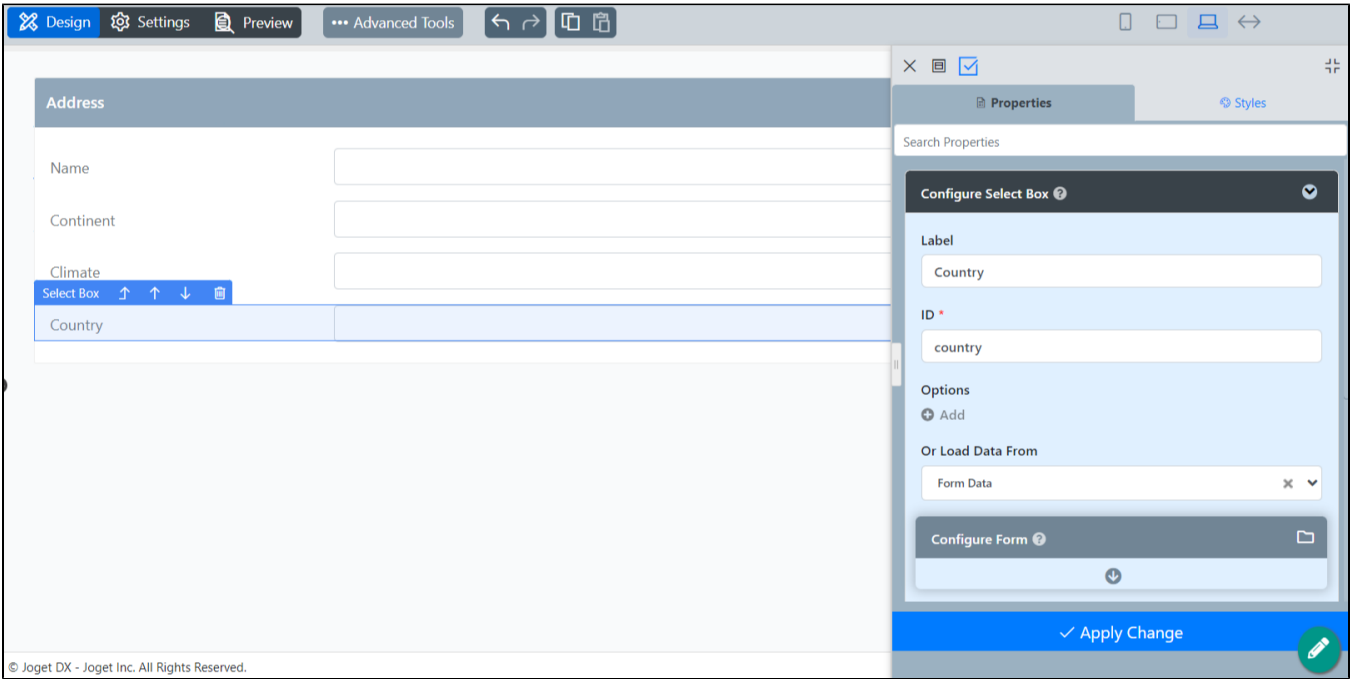 Design Settings Preview ••• Advanced Tools
Address
Name
Continent
Climate
Select Box
Country
Properties Styles
Search Properties
Configure Select Box ?
Label
Country
ID *
country
Options
Add
Or Load Data From
Form Data
Configure Form ?
Apply Change
© Joget DX - Joget Inc. All Rights Reserved.